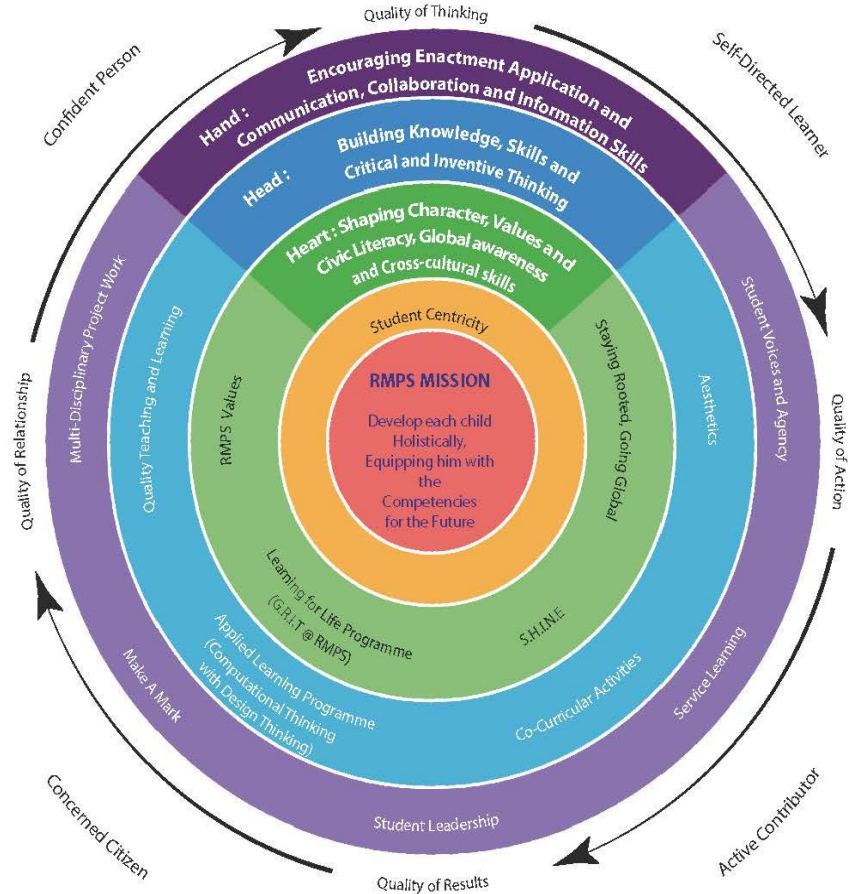 Quality of Thinking
Confident Person
Self-Directed Learner
Hand : Encouraging Enactment Application and
Communication, Collaboration and Information Skills
Head : Building Knowledge, Skills and
Critical and Inventive Thinking
Heart : Shaping Character, Values and
Civic Literacy, Global awareness
and Cross-cultural skills
Student Centricity
RMPS MISSION
Develop each child
Holistically,
Equipping him with
the
Competencies
for the Future
RMPS Values
Staying Rooted, Going Global
Learning for Life Programme
(G.R.I.T @ RMPS)
S.H.I.N.E
Quality Teaching and Learning
Aesthetics
Applied Learning Programme
(Computational Thinking
with Design Thinking)
Co-Curricular Activities
Multi-Disciplinary Project Work
Student Voices and Agency
Make A Mark
Service Learning
Student Leadership
Quality of Relationship
Quality of Action
Concerned Citizen
Active Contributor
Quality of Results